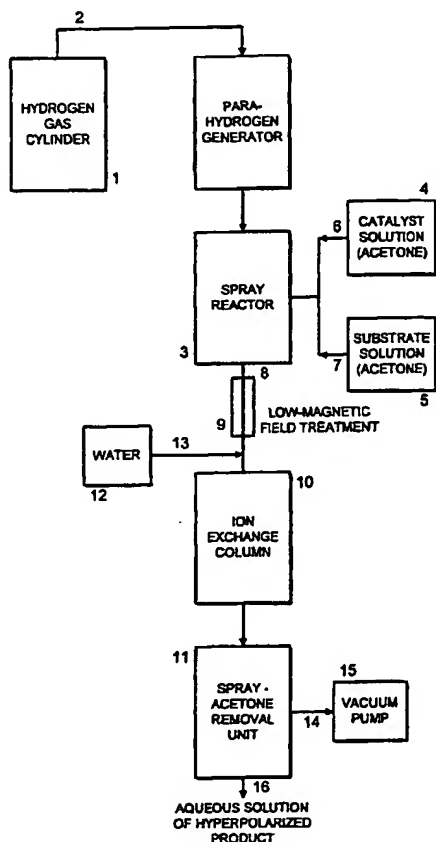 2
HYDROGEN
GAS
CYLINDER
1
PARA-
HYDROGEN
GENERATOR
4
6
CATALYST
SOLUTION
(ACETONE)
SPRAY
REACTOR
3
8
SUBSTRATE
SOLUTION
(ACETONE)
7
5
9
LOW-MAGNETIC
FIELD TREATMENT
13
WATER
12
10
ION
EXCHANGE
COLUMN
11
SPRAY -
ACETONE
REMOVAL
UNIT
15
VACUUM
PUMP
14
16
AQUEOUS SOLUTION
OF HYPERPOLARIZED
PRODUCT